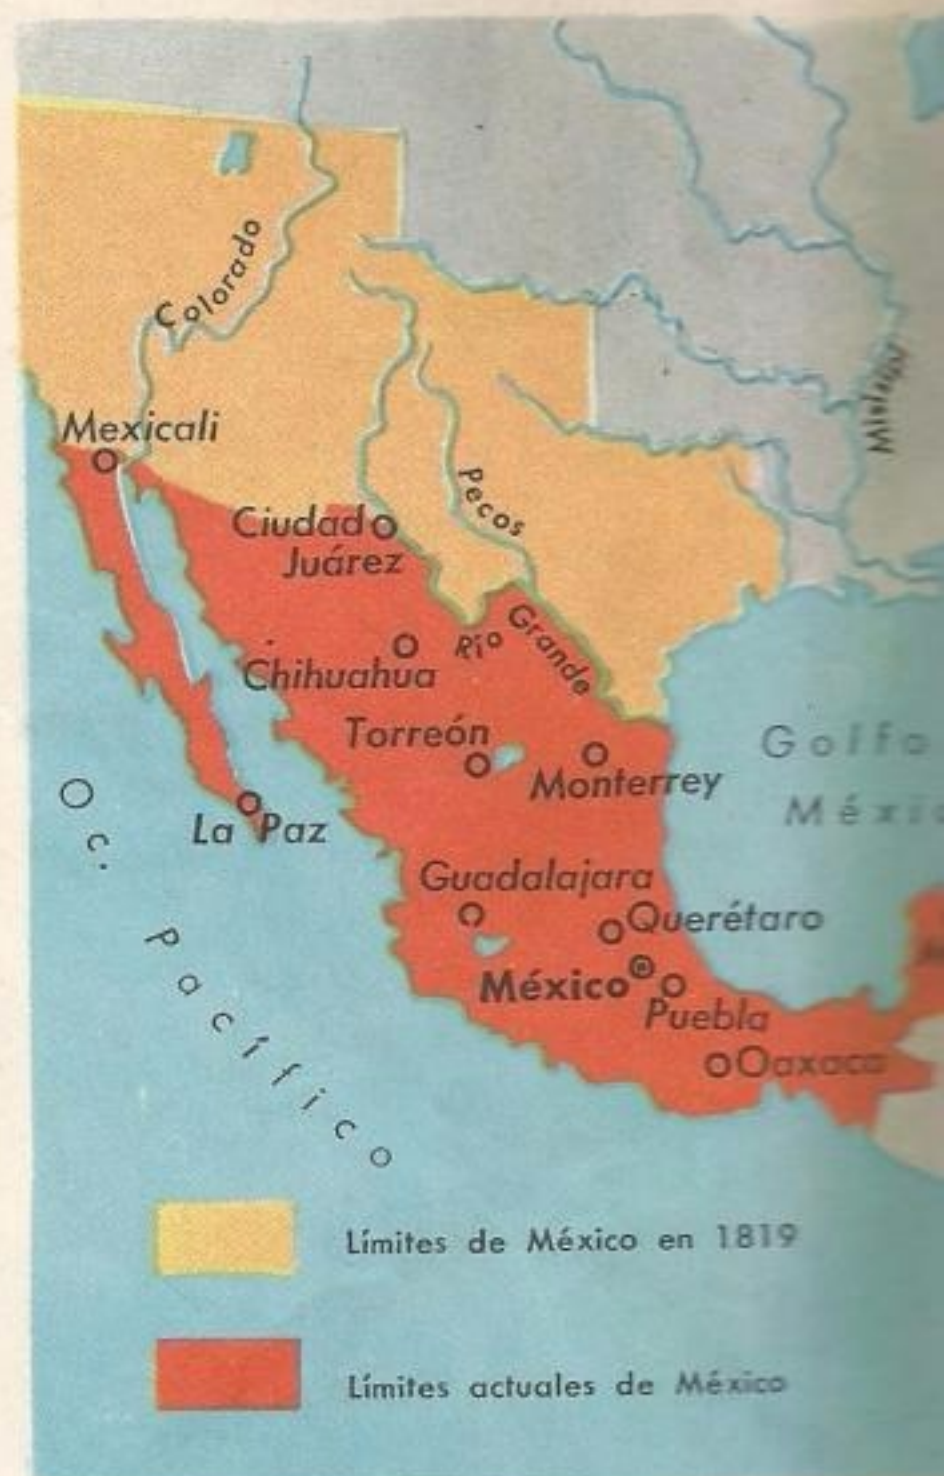 Colorado
Mexicali
Pecos
Ciudad
Juárez
Río Grande
Chihuahua
Torreón
Monterrey
Golfo
La Paz
Oc. Pacífico
Guadalajara
Querétaro
México
Puebla
Oaxaca
Límites de México en 1819
Límites actuales de México